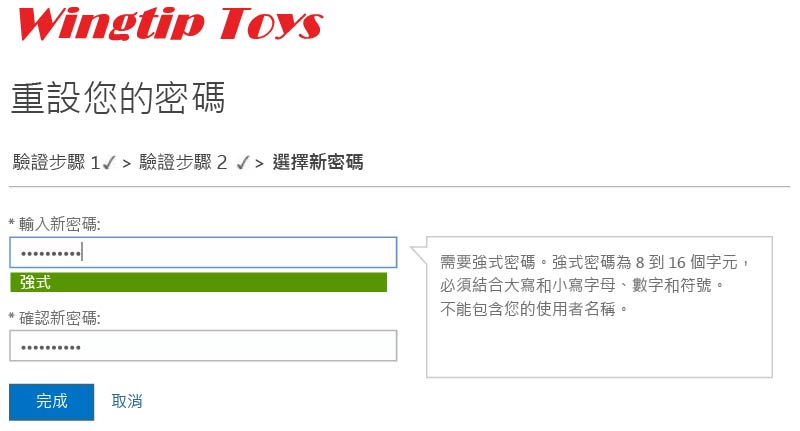 Wingtip Toys
重設您的密碼
驗證步驟 1✓ > 驗證步驟 2 ✓ > 選擇新密碼
* 輸入新密碼:
••••••••••
強式
* 確認新密碼:
••••••••••
需要強式密碼。強式密碼為 8 到 16 個字元，
必須結合大寫和小寫字母、數字和符號。
不能包含您的使用者名稱。
完成 取消